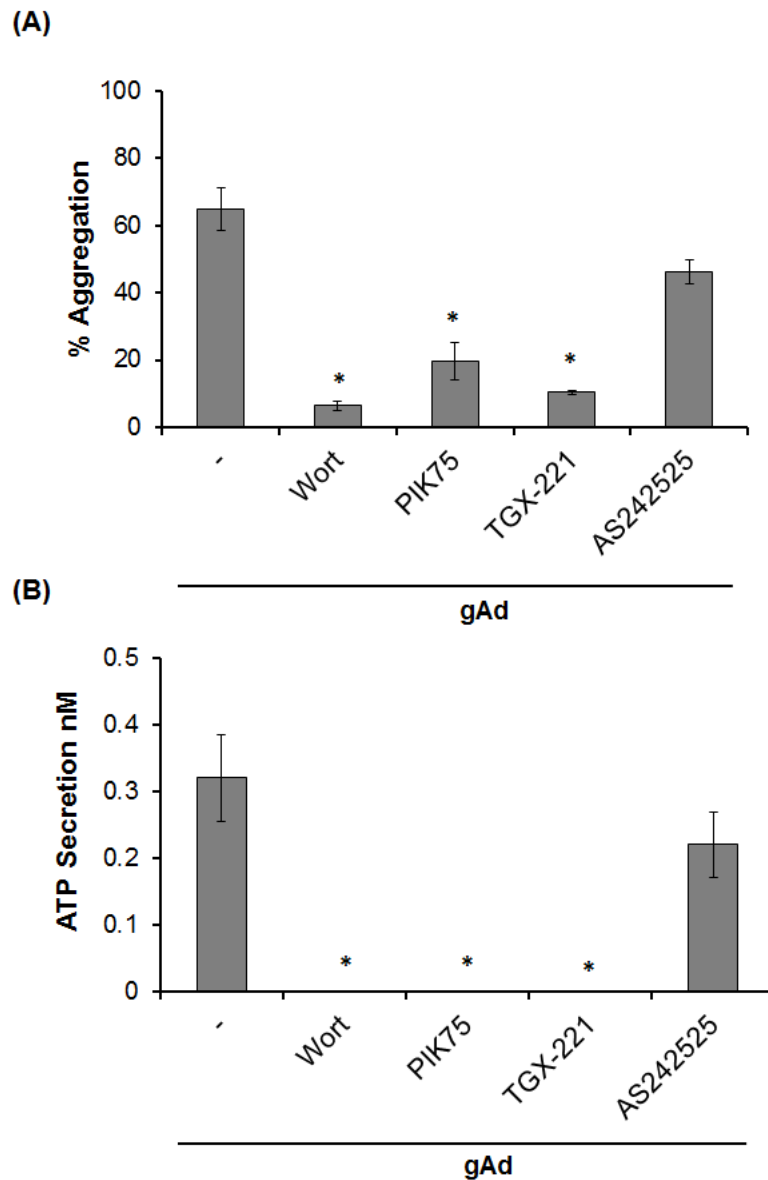 (A)
% Aggregation
100
80
60
40
20
0
*
*
*
-
Wort
PIK75
TGX-221
AS242525
gAd
(B)
ATP Secretion nM
0.5
0.4
0.3
0.2
0.1
0
*
*
*
-
Wort
PIK75
TGX-221
AS242525
gAd